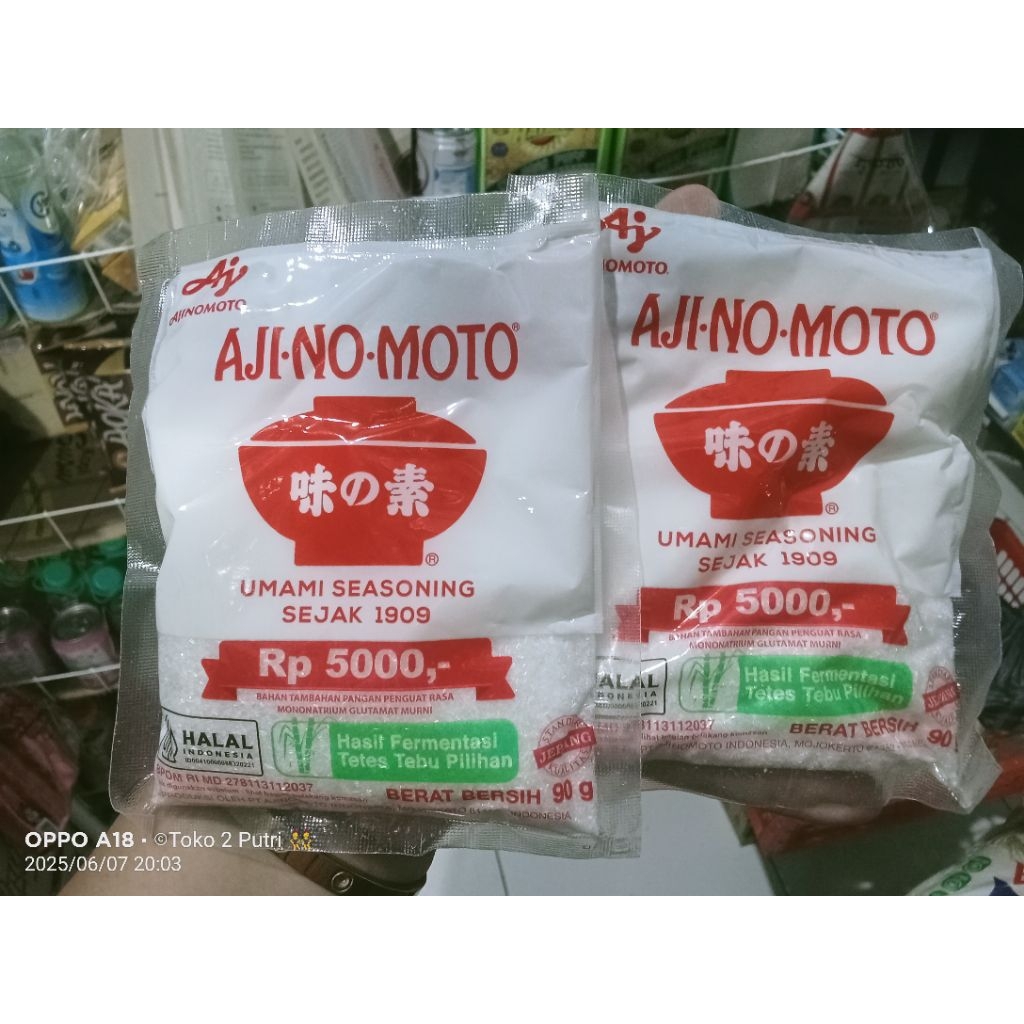 AJINOMOTO
AJI·NO·MOTO®
味の素
®
UMAMI SEASONING
SEJAK 1909
Rp 5000,-
BAHAN TAMBAHAN PANGAN PENGUAT RASA
MONONATRIUM GLUTAMAT MURNI
HALAL
INDONESIA
Hasil Fermentasi
Tetes Tebu Pilihan
JEPANG
BPOM RI MD 278113112037
BERAT BERSIH 90 g
AJI·NO·MOTO®
味の素
®
UMAMI SEASONING
SEJAK 1909
Rp 5000,-
BAHAN TAMBAHAN PANGAN PENGUAT RASA
MONONATRIUM GLUTAMAT MURNI
Hasil Fermentasi
Tetes Tebu Pilihan
JEPANG
BERAT BERSIH 90
INDONESIA, MOJOKERTO
OPPO A18 · ©Toko 2 Putri
2025/06/07 20:03